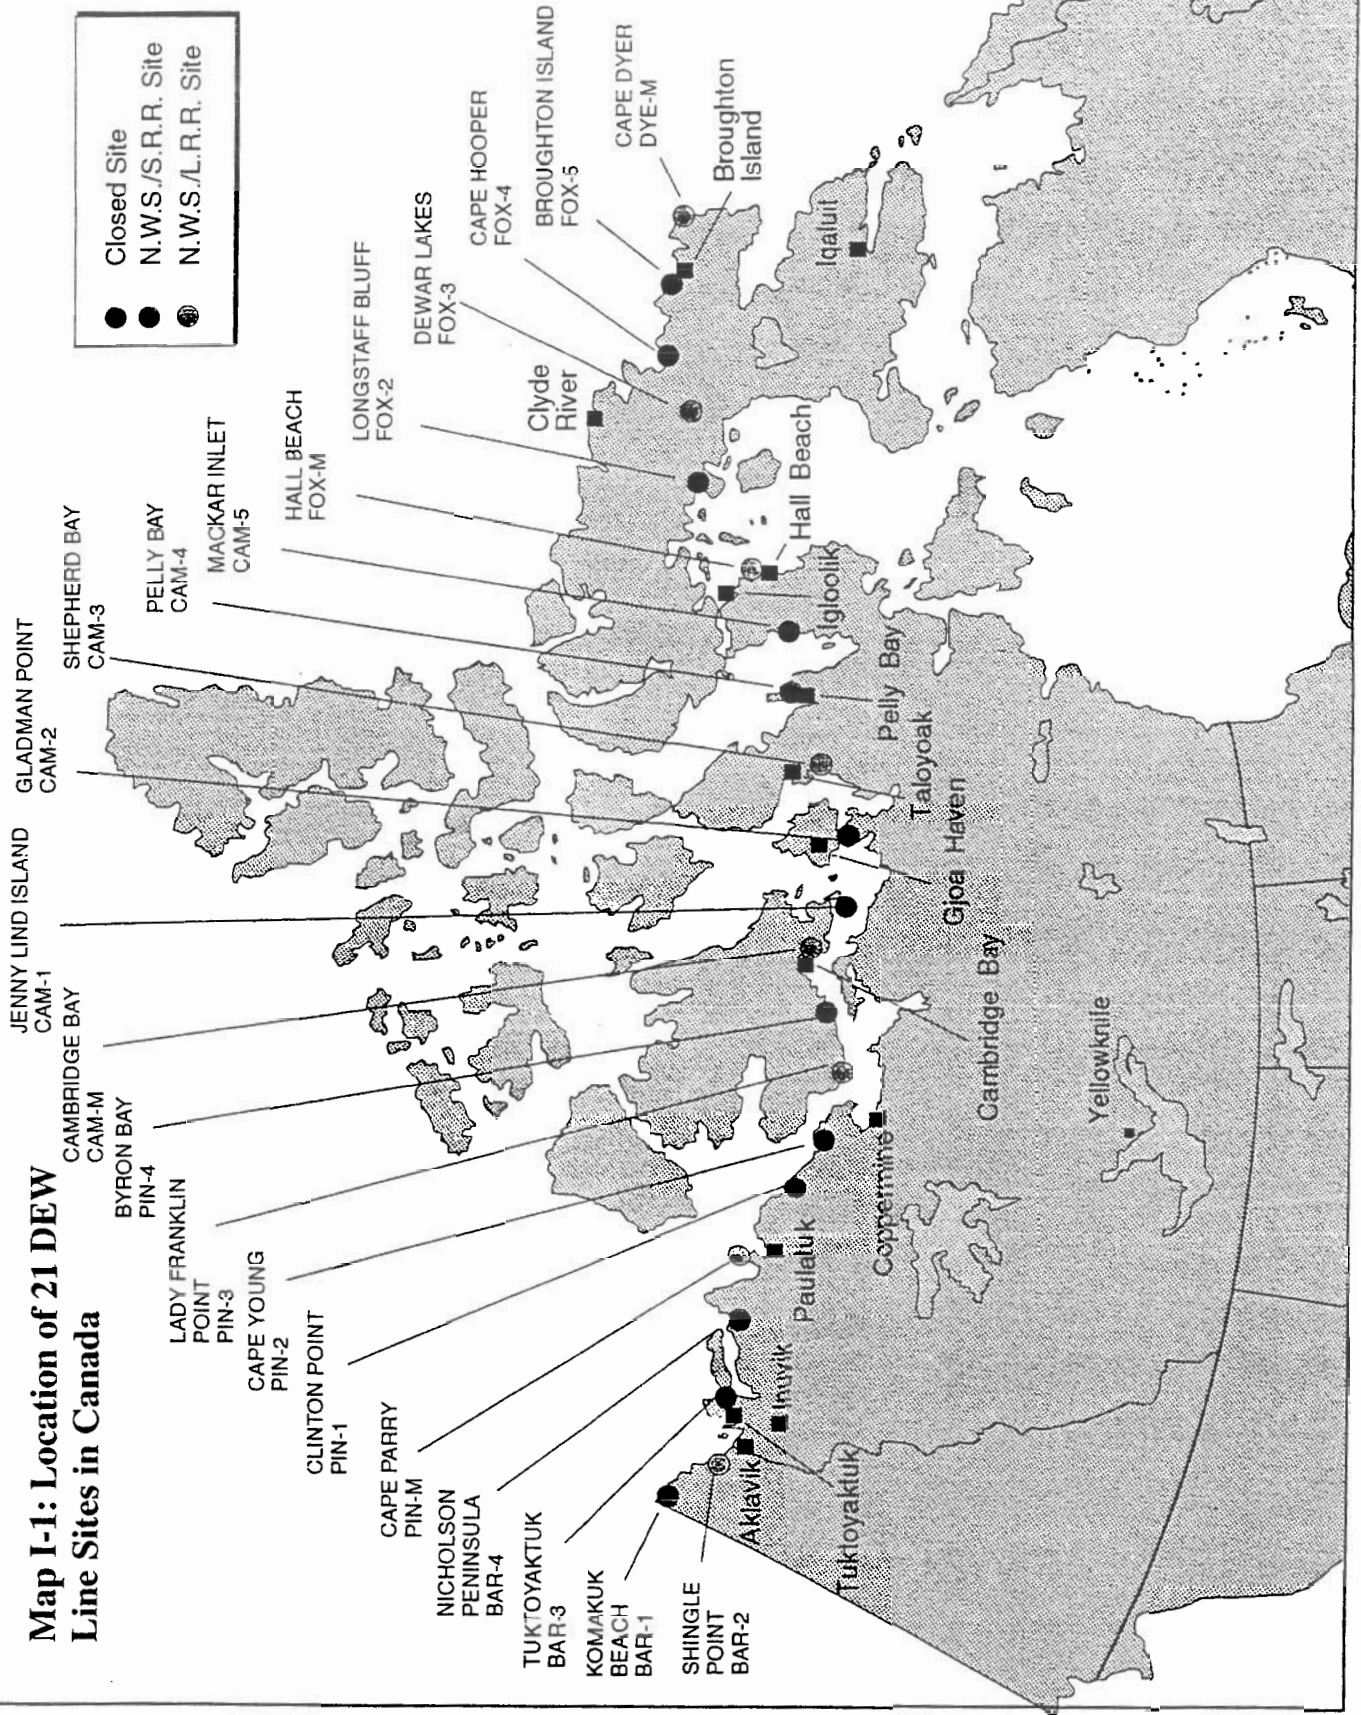 Map I-1: Location of 21 DEW
Line Sites in Canada
Closed Site
N.W.S./S.R.R. Site
N.W.S./L.R.R. Site
KOMAKUK
BEACH
BAR-1
SHINGLE
POINT
BAR-2
TUKTOYAKTUK
BAR-3
NICHOLSON
PENINSULA
BAR-4
CAPE PARRY
PIN-M
CLINTON POINT
PIN-1
CAPE YOUNG
PIN-2
LADY FRANKLIN
POINT
PIN-3
BYRON BAY
PIN-4
CAMBRIDGE BAY
CAM-M
JENNY LIND ISLAND
CAM-1
GLADMAN POINT
CAM-2
SHEPHERD BAY
CAM-3
PELLY BAY
CAM-4
MACKAR INLET
CAM-5
HALL BEACH
FOX-M
LONGSTAFF BLUFF
FOX-2
DEWAR LAKES
FOX-3
CAPE HOOPER
FOX-4
BROUGHTON ISLAND
FOX-5
CAPE DYER
DYE-M
Broughton
Island
Clyde
River
Iqaluit
Hall Beach
Igloolik
Pelly Bay
Taloyoak
Gjoa Haven
Cambridge Bay
Yellowknife
Coppermine
Paulatuk
Inuvik
Aklavik
Tuktoyaktuk